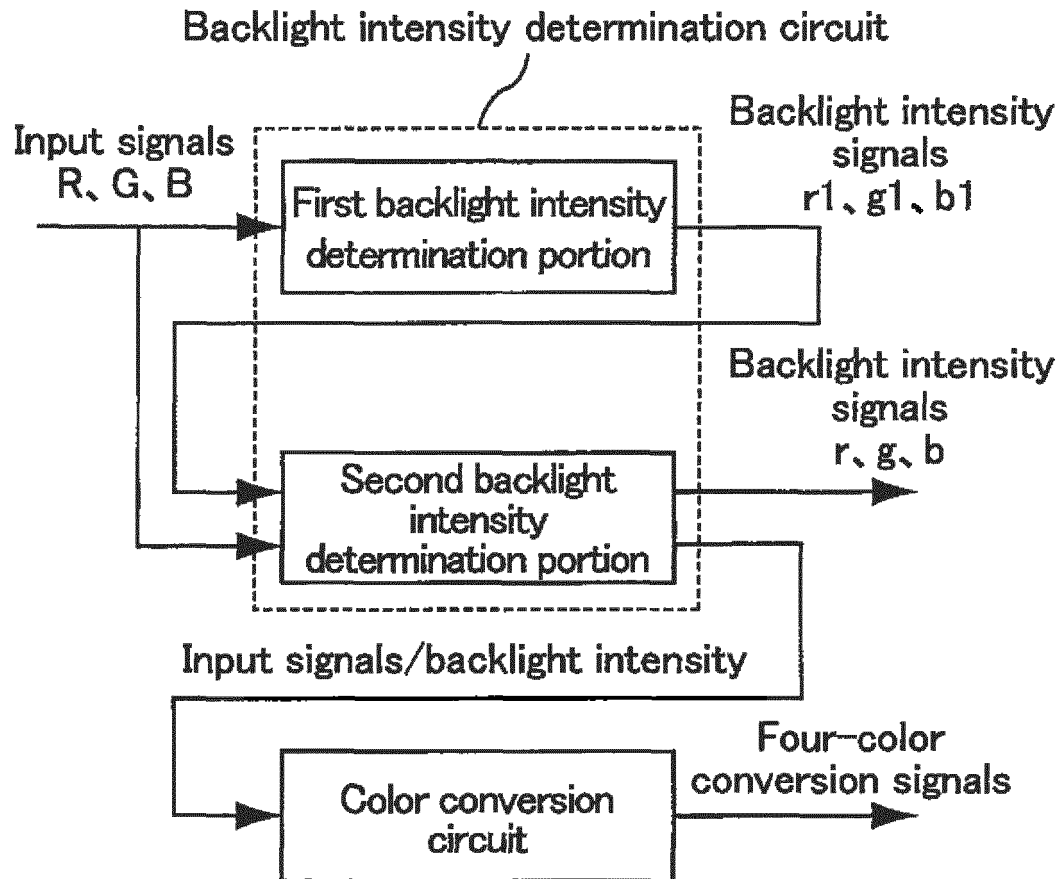 Backlight intensity determination circuit
Input signals
R、G、B
Backlight intensity
signals
r1、g1、b1
First backlight intensity
determination portion
Backlight intensity
signals
r、g、b
Second backlight
intensity
determination portion
Input signals/backlight intensity
Four-color
conversion signals
Color conversion
circuit